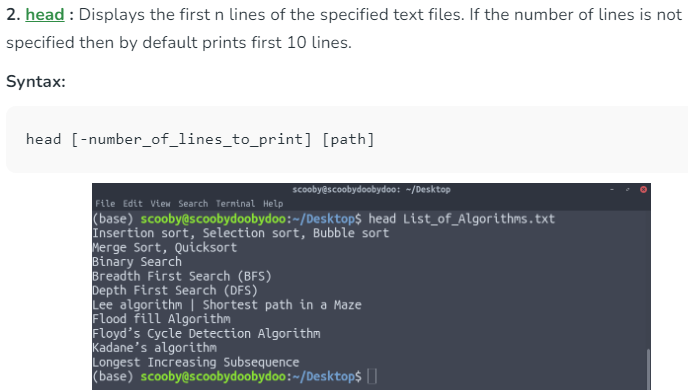 2. head : Displays the first n lines of the specified text files. If the number of lines is not
specified then by default prints first 10 lines.
Syntax:
head [-number_of_lines_to_print] [path]
scooby@scoobydoobydoo: ~/Desktop
File Edit View Search Terminal Help
(base) scooby@scoobydoobydoo:~/Desktop$ head List_of_Algorithms.txt
Insertion sort, Selection sort, Bubble sort
Merge Sort, Quicksort
Binary Search
Breadth First Search (BFS)
Depth First Search (DFS)
Lee algorithm | Shortest path in a Maze
Flood fill Algorithm
Floyd’s Cycle Detection Algorithm
Kadane’s algorithm
Longest Increasing Subsequence
(base) scooby@scoobydoobydoo:~/Desktop$